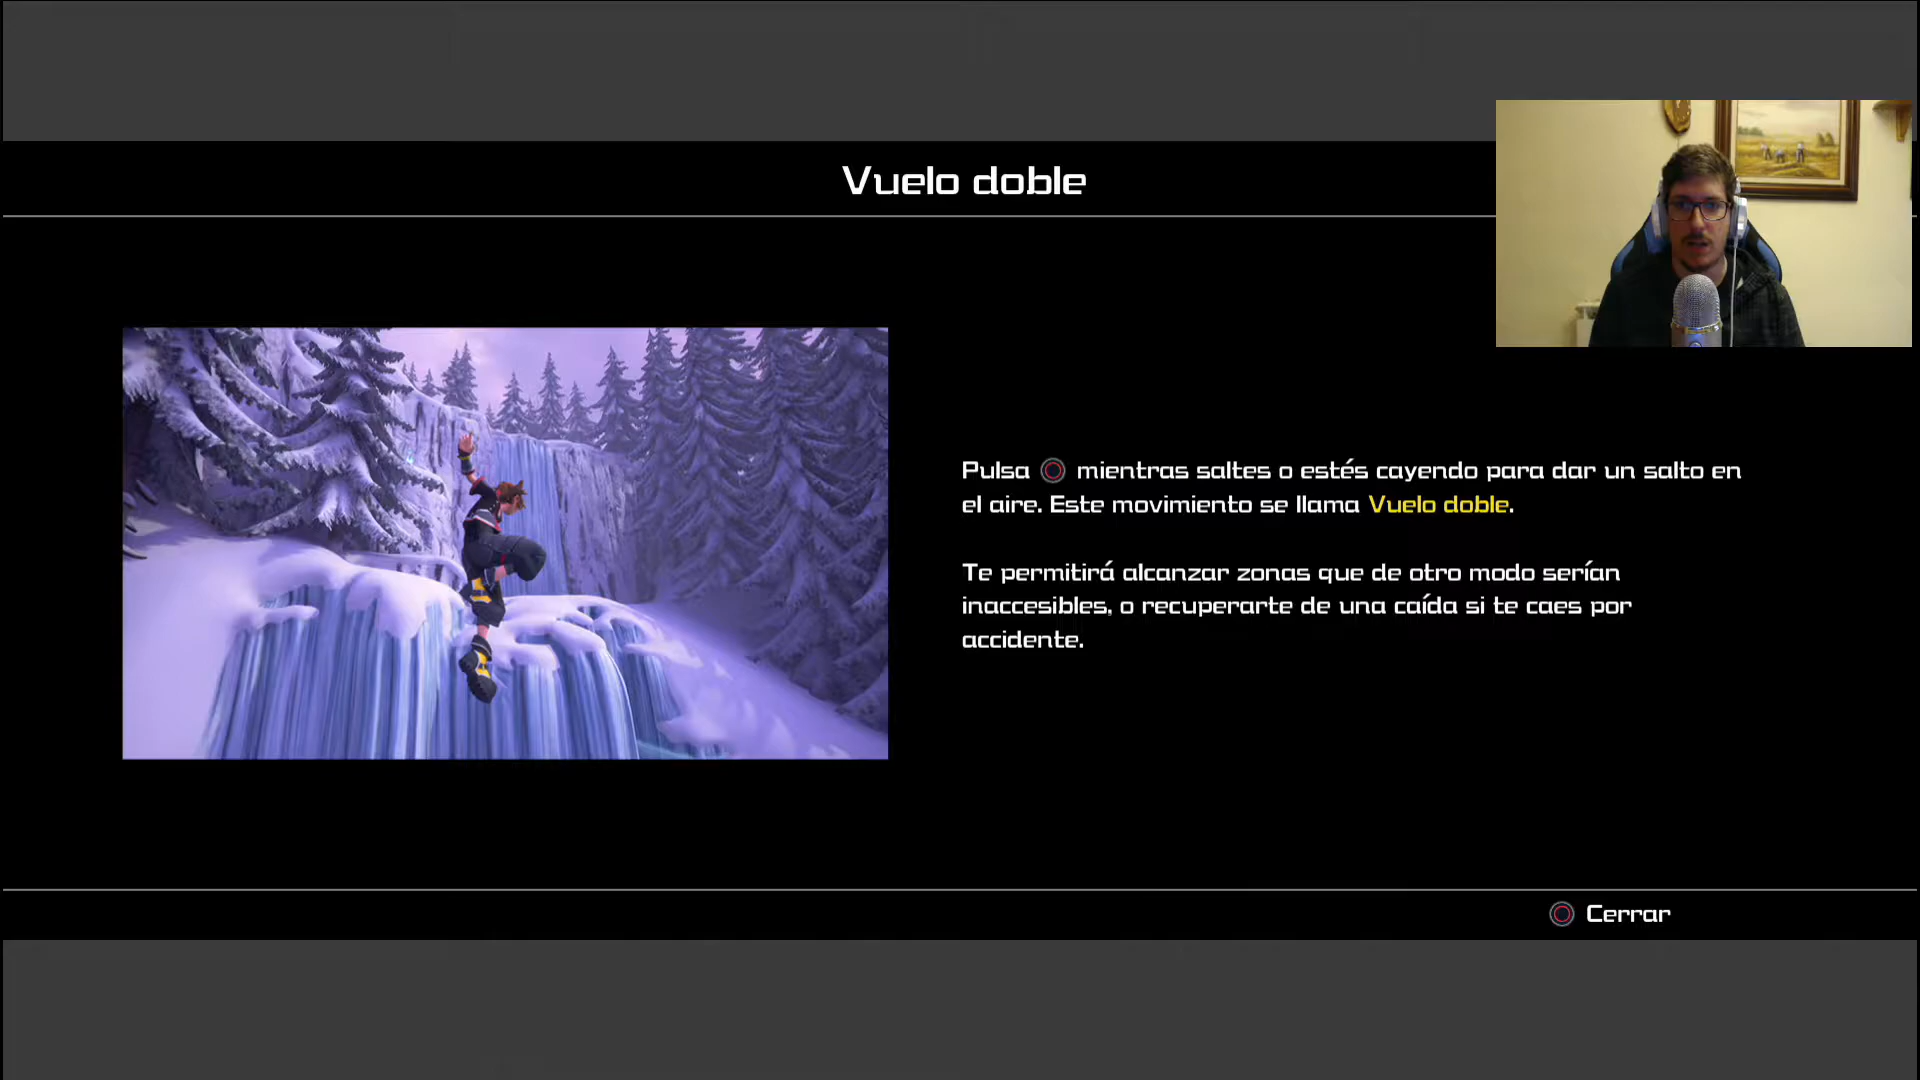 Vuelo doble
Pulsa mientras saltes o estés cayendo para dar un salto en
el aire. Este movimiento se llama Vuelo doble.
Te permitirá alcanzar zonas que de otro modo serían
inaccesibles, o recuperarte de una caída si te caes por
accidente.
Cerrar